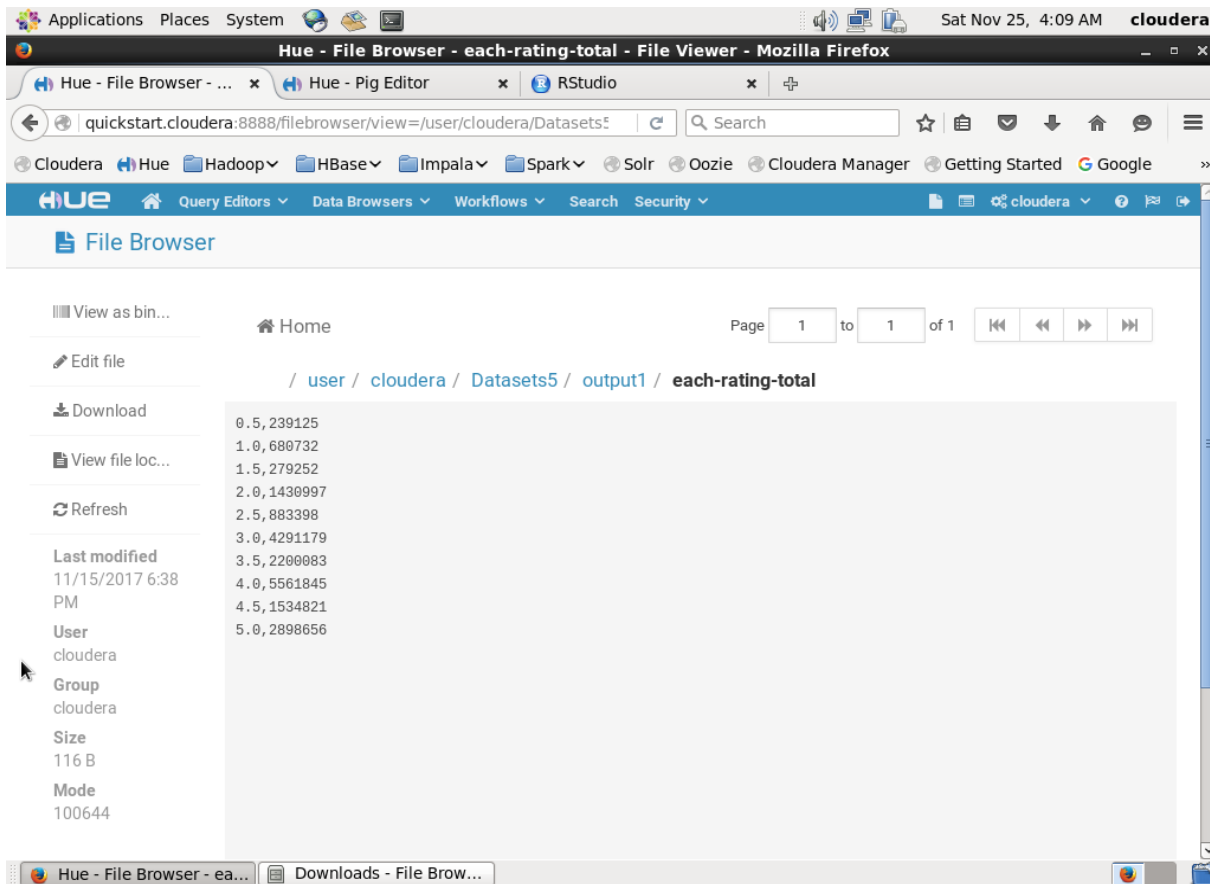 Applications Places System Sat Nov 25, 4:09 AM cloudera
Hue - File Browser - each-rating-total - File Viewer - Mozilla Firefox
Hue - File Browser - ... Hue - Pig Editor RStudio
quickstart.cloudera:8888/filebrowser/view=/user/cloudera/Datasets5 Search
Cloudera Hue Hadoop HBase Impala Spark Solr Oozie Cloudera Manager Getting Started Google »
HUE Query Editors Data Browsers Workflows Search Security cloudera
File Browser
View as bin...
Home Page 1 to 1 of 1
Edit file
/ user / cloudera / Datasets5 / output1 / each-rating-total
Download
View file loc...
Refresh
Last modified
11/15/2017 6:38
PM
User
cloudera
Group
cloudera
Size
116 B
Mode
100644
0.5,239125
1.0,680732
1.5,279252
2.0,1430997
2.5,883398
3.0,4291179
3.5,2200083
4.0,5561845
4.5,1534821
5.0,2898656
Hue - File Browser - ea... Downloads - File Brow...